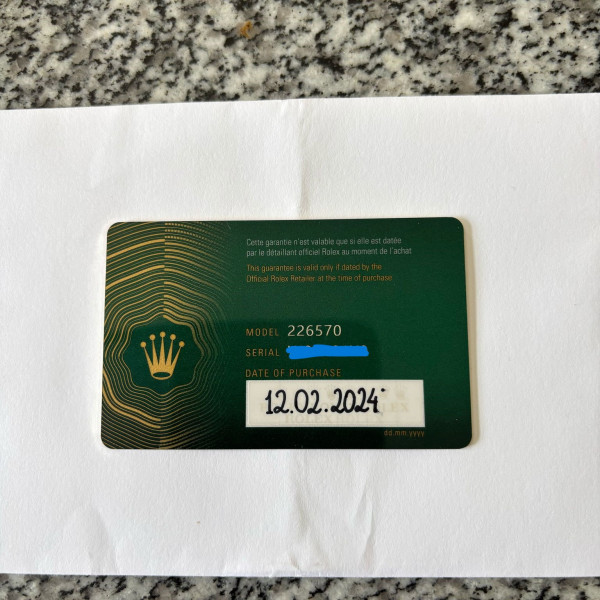 Cette garantie n'est valable que si elle est datée
par le détaillant officiel Rolex au moment de l'achat
This guarantee is valid only if dated by the
Official Rolex Retailer at the time of purchase
MODEL 226570
SERIAL
DATE OF PURCHASE
12.02.2024
dd.mm.yyyy